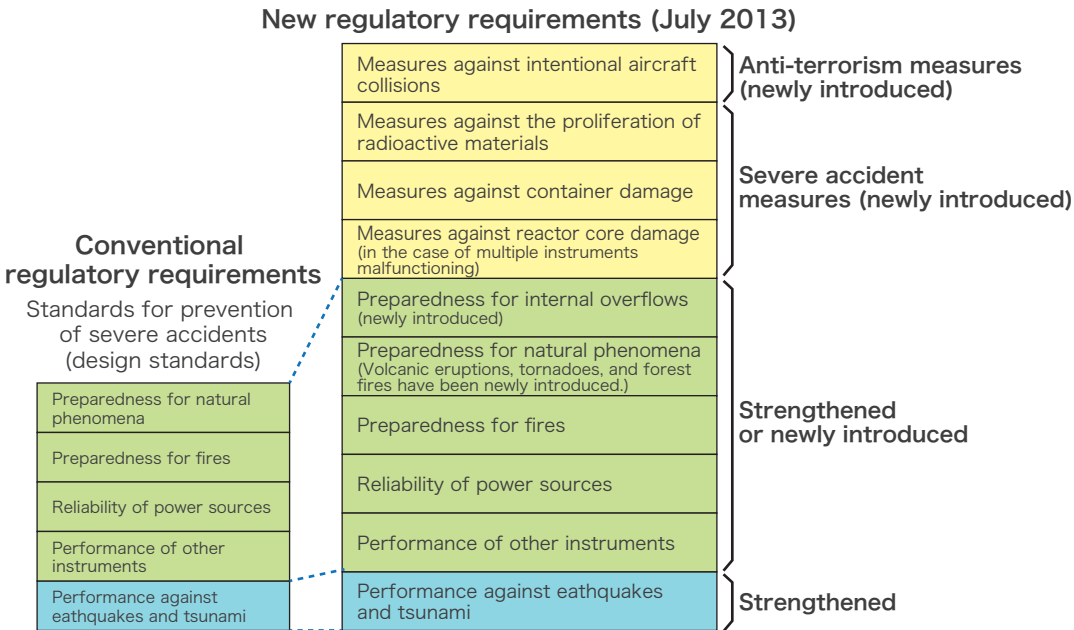 New regulatory requirements (July 2013)
Measures against intentional aircraft
collisions
Anti-terrorism measures
(newly introduced)
Measures against the proliferation of
radioactive materials
Measures against container damage
Measures against reactor core damage
(in the case of multiple instruments
malfunctioning)
Severe accident
measures (newly introduced)
Conventional
regulatory requirements
Standards for prevention
of severe accidents
(design standards)
Preparedness for natural
phenomena
Preparedness for fires
Reliability of power sources
Performance of other
instruments
Performance against
eathquakes and tsunami
Preparedness for internal overflows
(newly introduced)
Preparedness for natural phenomena
(Volcanic eruptions, tornadoes, and forest
fires have been newly introduced.)
Preparedness for fires
Reliability of power sources
Performance of other instruments
Strengthened
or newly introduced
Performance against eathquakes
and tsunami
Strengthened